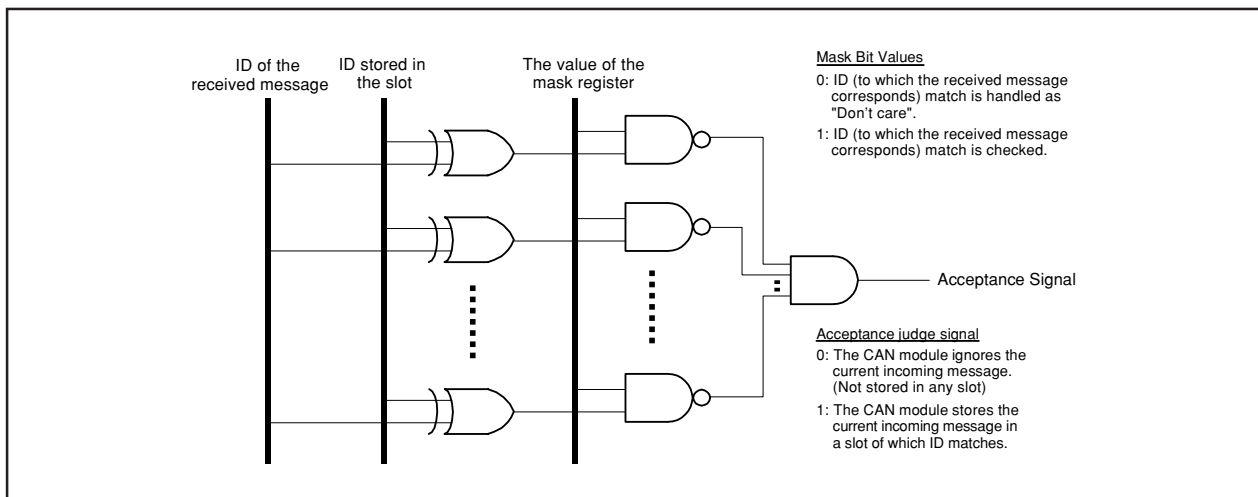 ID of the
received message
ID stored in
the slot
The value of the
mask register
Mask Bit Values
0: ID (to which the received message
corresponds) match is handled as
"Don't care".
1: ID (to which the received message
corresponds) match is checked.
Acceptance Signal
Acceptance judge signal
0: The CAN module ignores the
current incoming message.
(Not stored in any slot)
1: The CAN module stores the
current incoming message in
a slot of which ID matches.